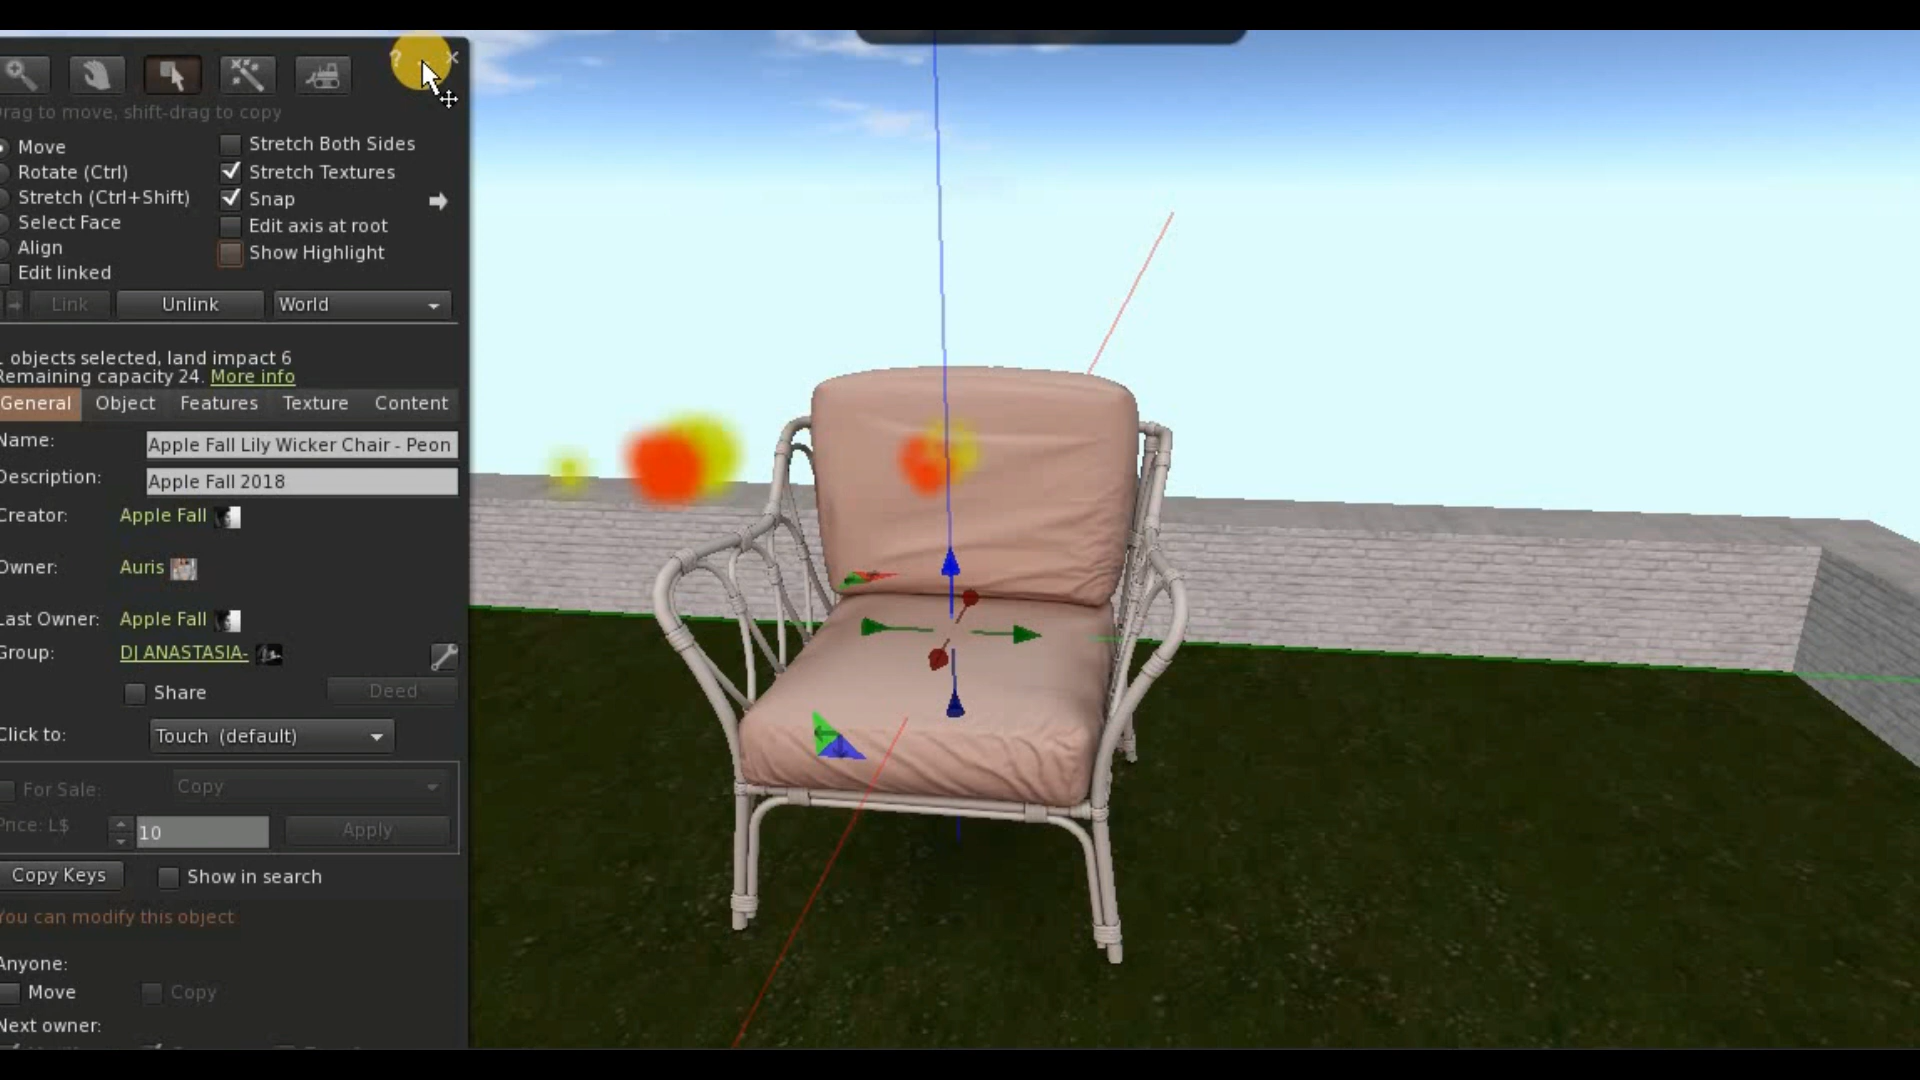 ?
Drag to move, shift-drag to copy
Move
Stretch Both Sides
Rotate (Ctrl)
Stretch Textures
Stretch (Ctrl+Shift)
Snap
Select Face
Edit axis at root
Align
Show Highlight
Edit linked
Link Unlink World
objects selected, land impact 6
Remaining capacity 24. More info
General Object Features Texture Content
Name: Apple Fall Lily Wicker Chair - Peon
Description: Apple Fall 2018
Creator: Apple Fall
Owner: Auris
Last Owner: Apple Fall
Group: DJ ANASTASIA-
Share Deed
Click to: Touch (default)
For Sale: Copy
Price: L$ 10 Apply
Copy Keys Show in search
You can modify this object
Anyone:
Move Copy
Next owner: